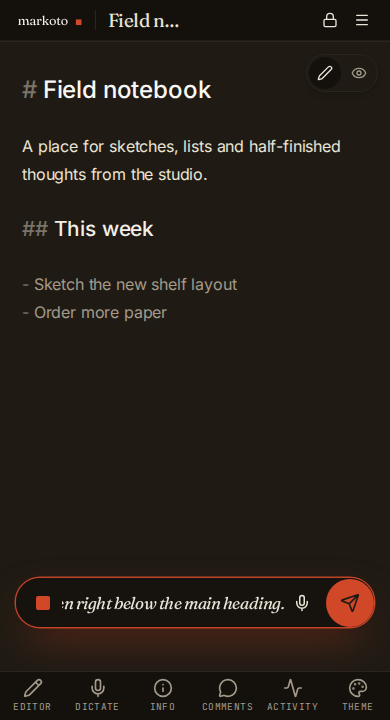 markoto
Field n...
# Field notebook
A place for sketches, lists and half-finished
thoughts from the studio.
## This week
- Sketch the new shelf layout
- Order more paper
right below the main heading.
EDITOR DICTATE INFO COMMENTS ACTIVITY THEME